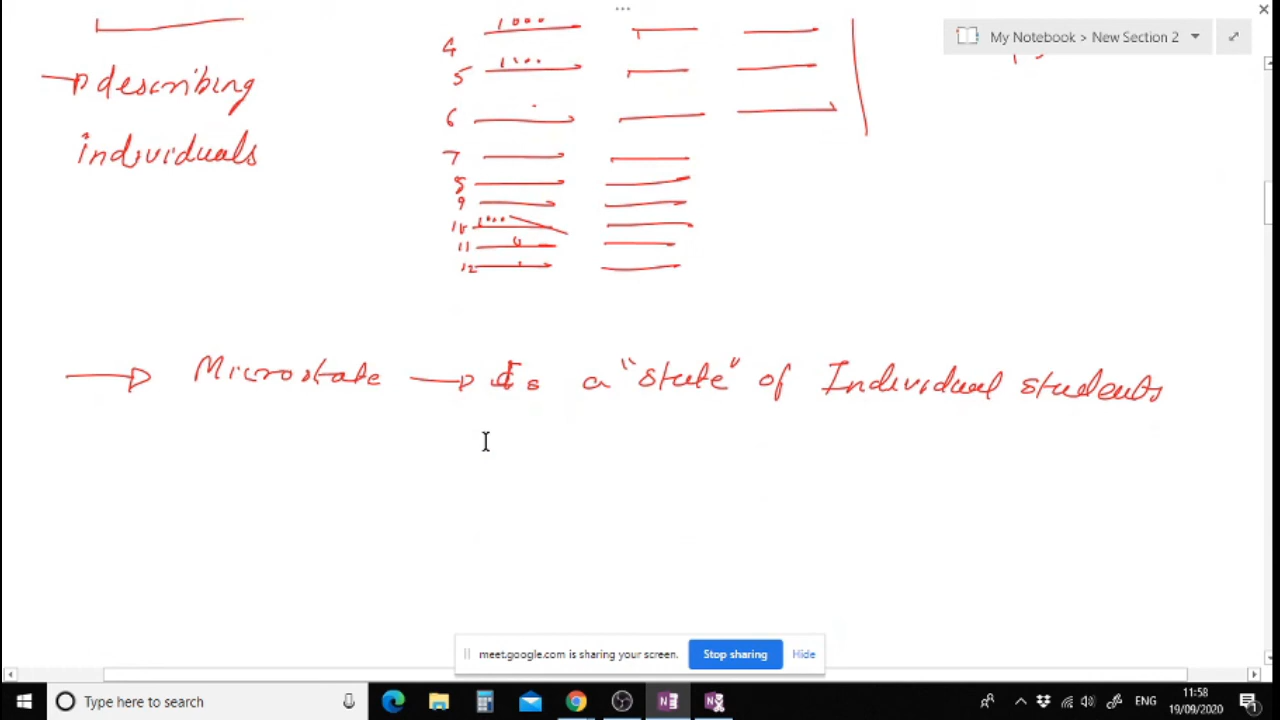 1000
4
My Notebook > New Section 2
5
→ describing
6
individuals
7
8
9
10 1000
11
12
→ Microstate → Is a "state" of Individual students
meet.google.com is sharing your screen. Stop sharing Hide
Type here to search
ENG
11:58
19/09/2020
1